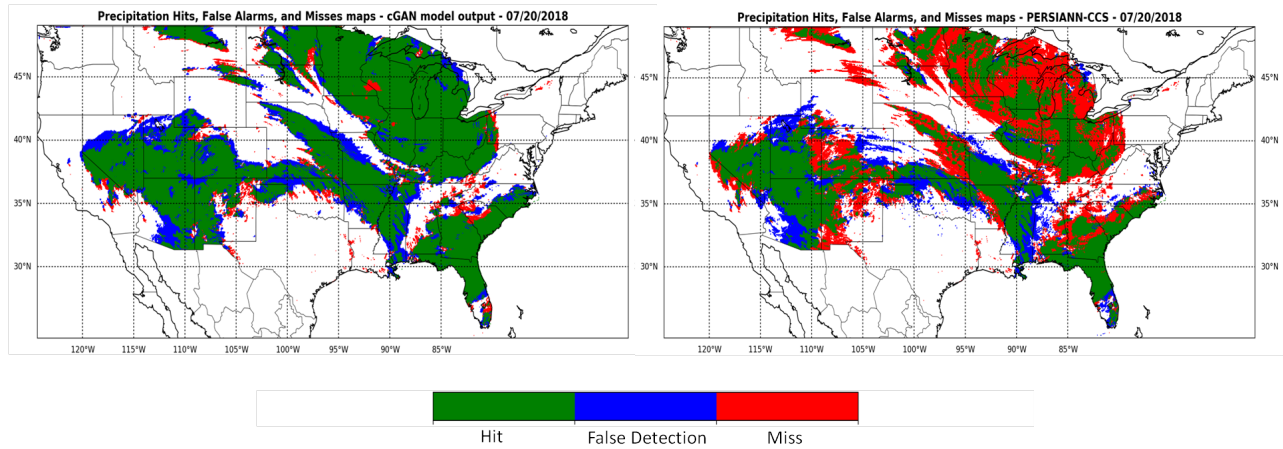 Precipitation Hits, False Alarms, and Misses maps - cGAN model output - 07/20/2018
45°N
40°N
35°N
30°N
120°W 115°W 110°W 105°W 100°W 95°W 90°W 85°W
Precipitation Hits, False Alarms, and Misses maps - PERSIANN-CCS - 07/20/2018
45°N
40°N
35°N
30°N
120°W 115°W 110°W 105°W 100°W 95°W 90°W 85°W
Hit False Detection Miss